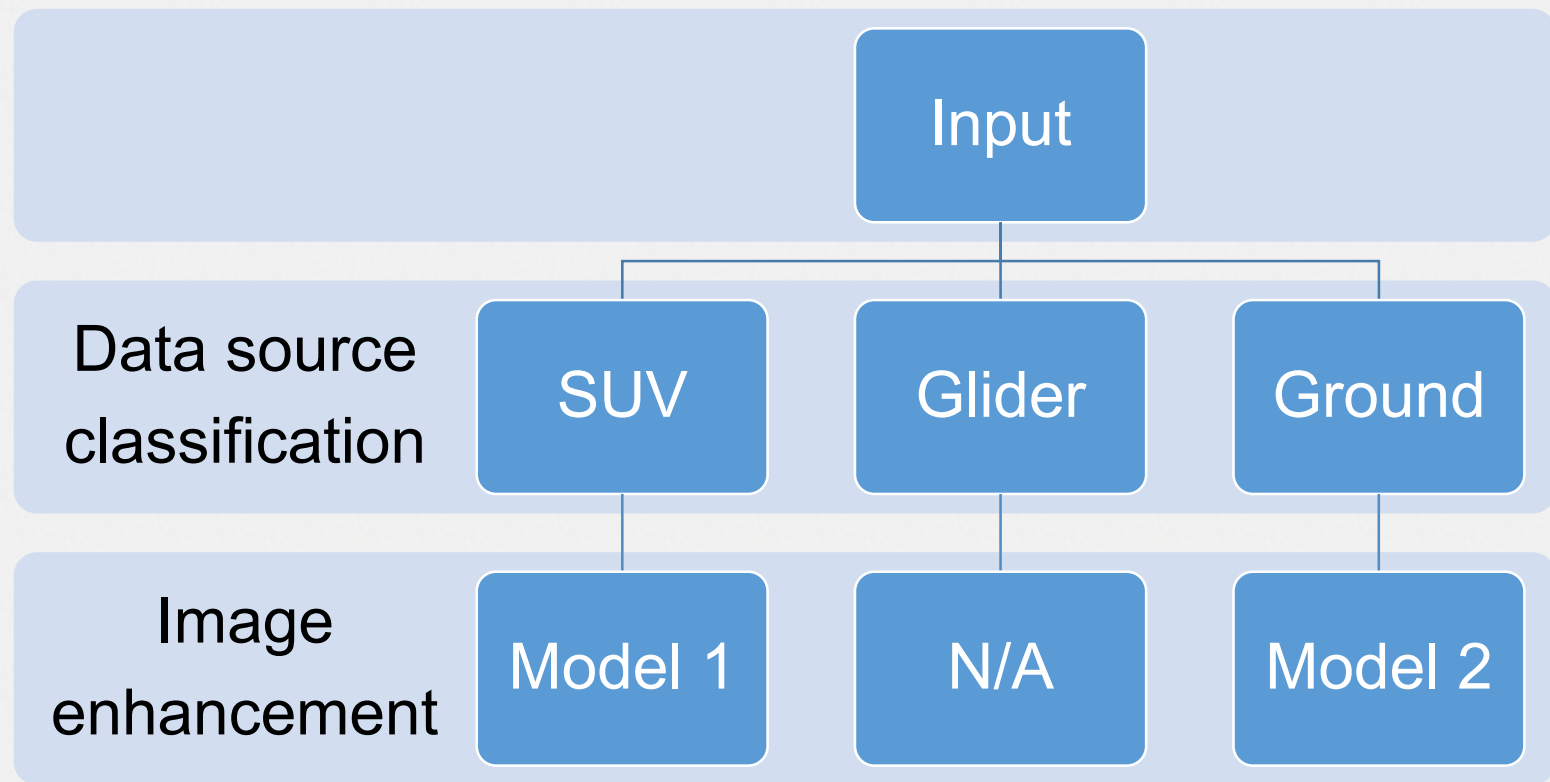 Input
Data source
classification
SUV
Glider
Ground
Image
enhancement
Model 1
N/A
Model 2